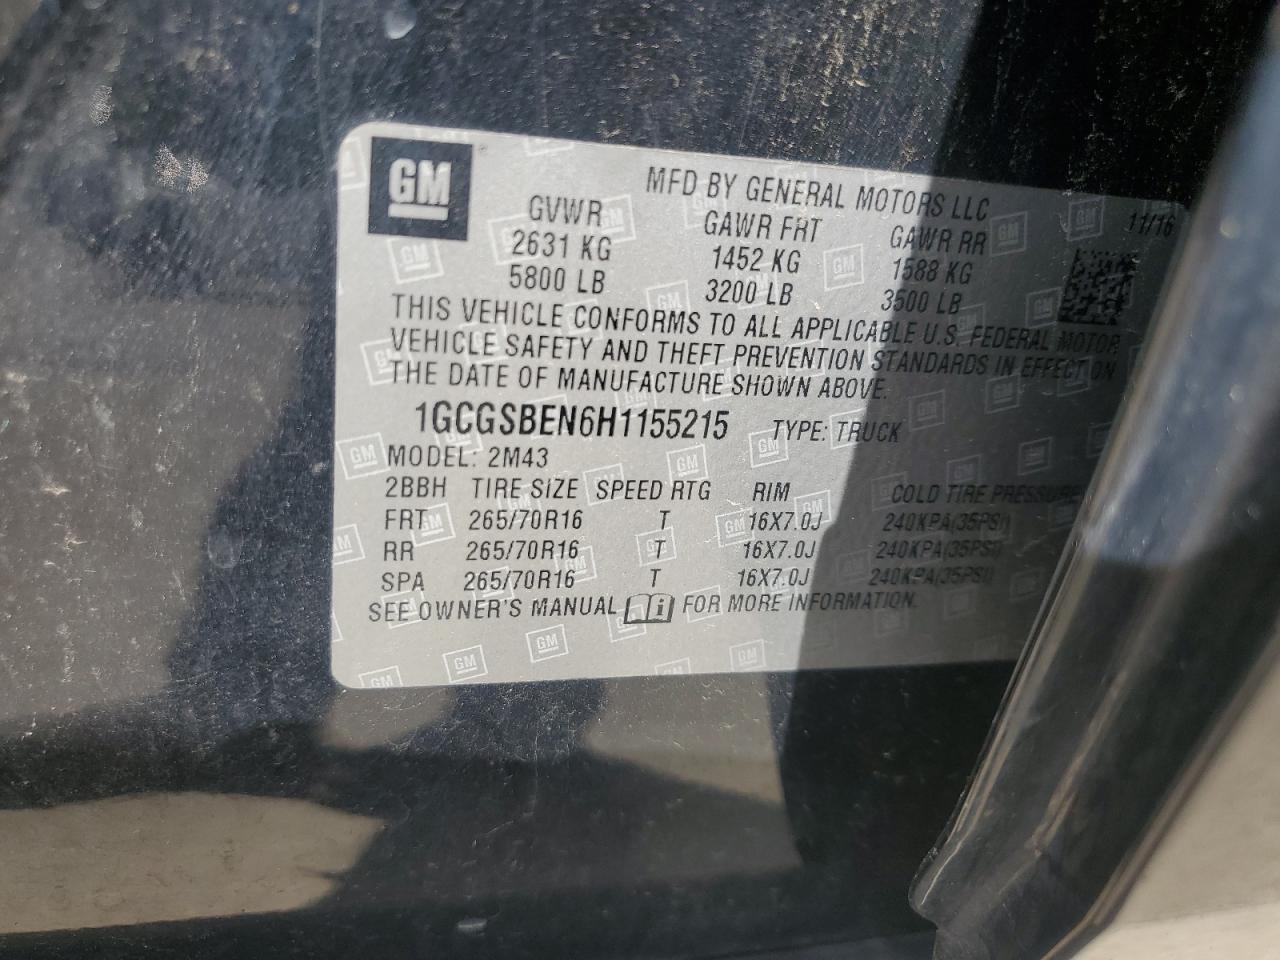 GM
MFD BY GENERAL MOTORS LLC
11/16
GVWR GAWR FRT GAWR RR
2631 KG 1452 KG 1588 KG
5800 LB 3200 LB 3500 LB
THIS VEHICLE CONFORMS TO ALL APPLICABLE U.S. FEDERAL MOTOR
VEHICLE SAFETY AND THEFT PREVENTION STANDARDS IN EFFECT ON
THE DATE OF MANUFACTURE SHOWN ABOVE.
1GCGSBEN6H1155215 TYPE: TRUCK
MODEL: 2M43
2BBH TIRE SIZE SPEED RTG RIM COLD TIRE PRESSURE
FRT 265/70R16 T 16X7.0J 240KPA(35PSI)
RR 265/70R16 T 16X7.0J 240KPA(35PSI)
SPA 265/70R16 T 16X7.0J 240KPA(35PSI)
SEE OWNER'S MANUAL i FOR MORE INFORMATION.